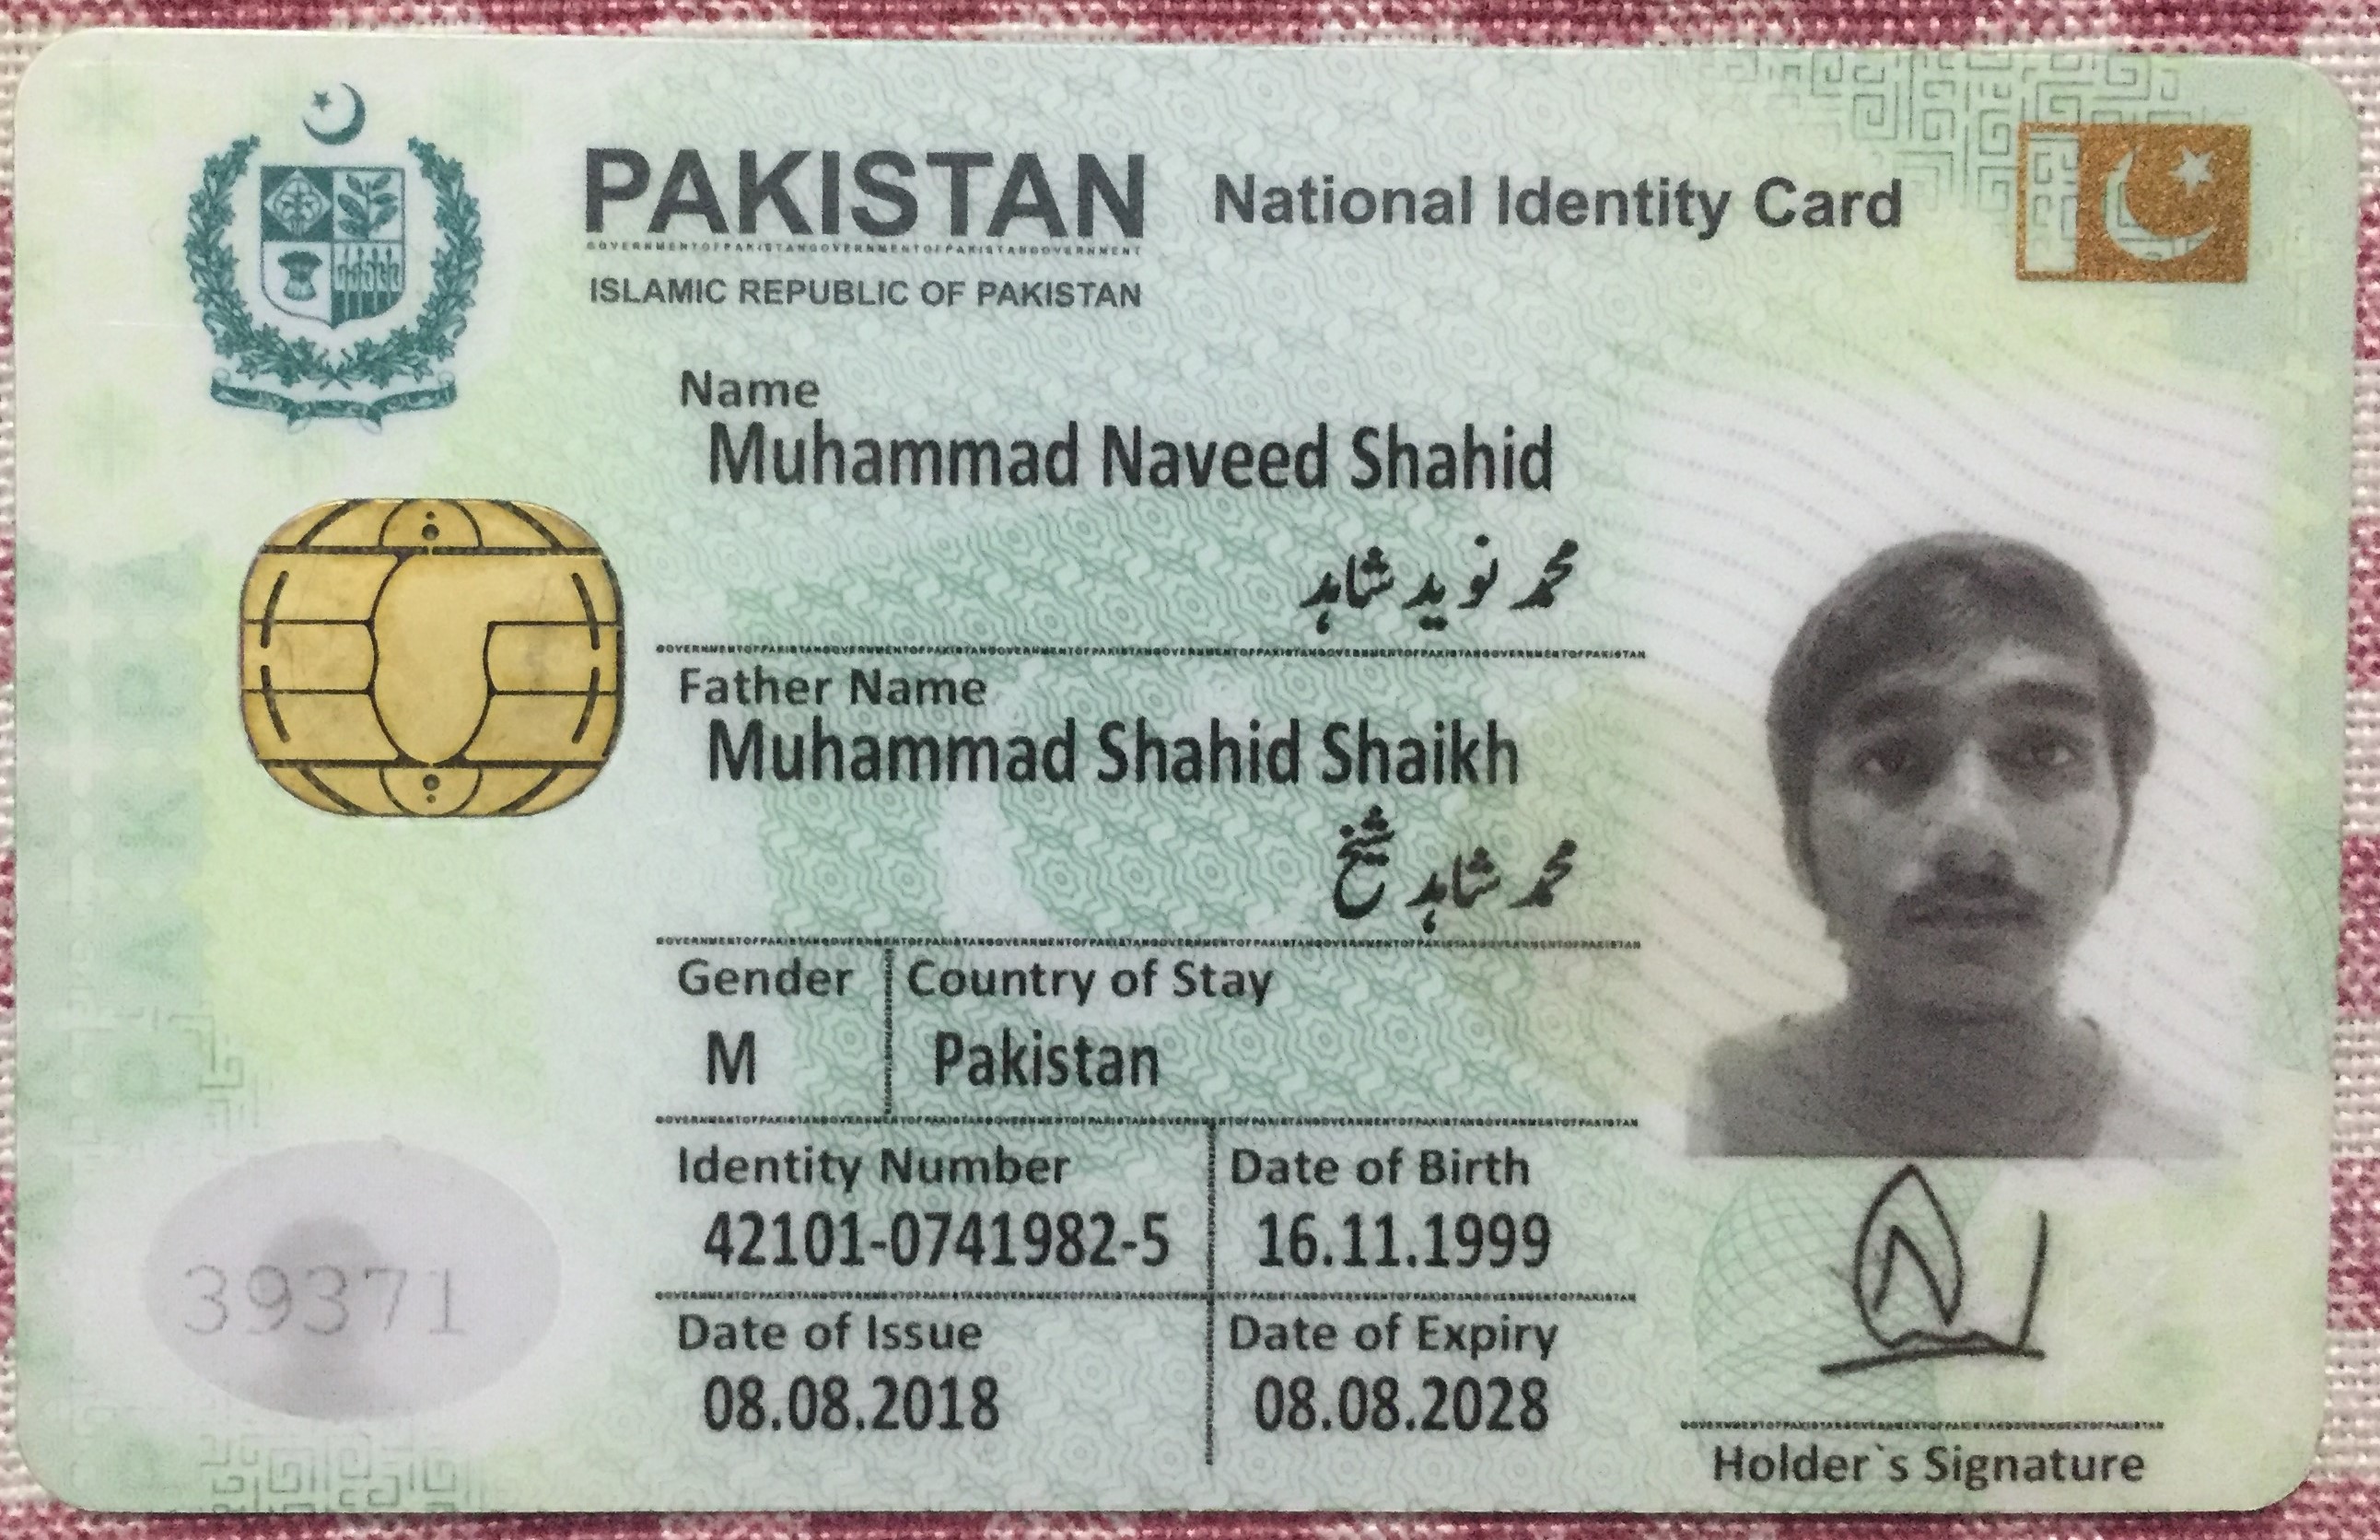 PAKISTAN National Identity Card
ISLAMIC REPUBLIC OF PAKISTAN
Name
Muhammad Naveed Shahid
محمد نوید شاہد
Father Name
Muhammad Shahid Shaikh
محمد شاہد شیخ
Gender Country of Stay
M Pakistan
Identity Number Date of Birth
42101-0741982-5 16.11.1999
39371
Date of Issue Date of Expiry
08.08.2018 08.08.2028
Holder`s Signature